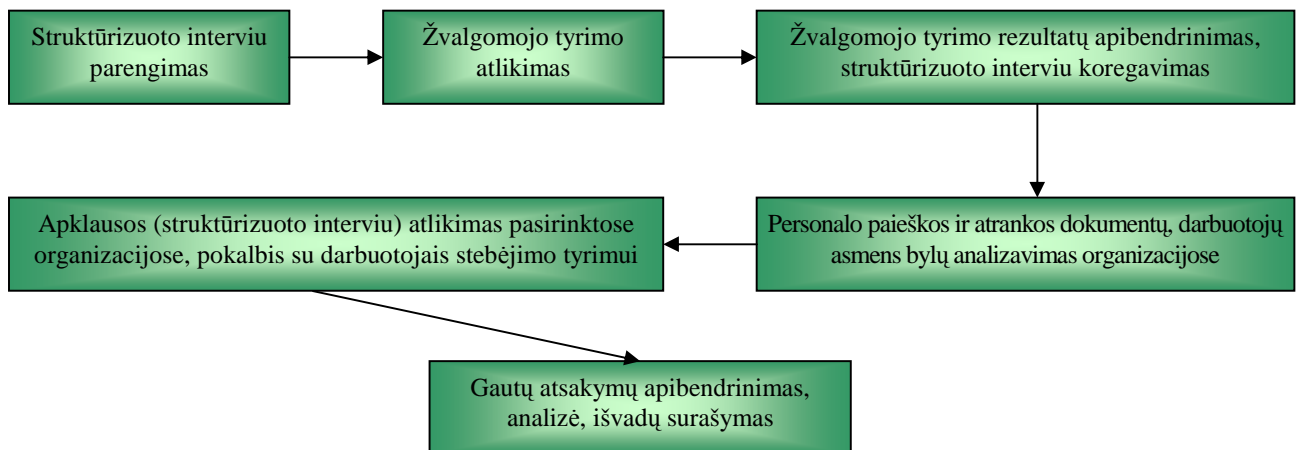 Struktūrizuoto interviu
parengimas
Žvalgomojo tyrimo
atlikimas
Žvalgomojo tyrimo rezultatų apibendrinimas,
struktūrizuoto interviu koregavimas
Personalo paieškos ir atrankos dokumentų, darbuotojų
asmens bylų analizavimas organizacijose
Apklausos (struktūrizuoto interviu) atlikimas pasirinktose
organizacijose, pokalbis su darbuotojais stebėjimo tyrimui
Gautų atsakymų apibendrinimas,
analizė, išvadų surašymas